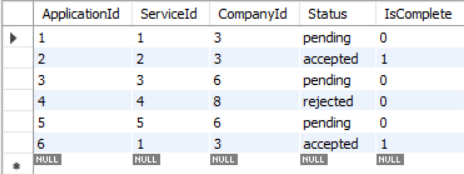 ApplicationId ServiceId CompanyId Status IsComplete
1 1 3 pending 0
2 2 3 accepted 1
3 3 6 pending 0
4 4 8 rejected 0
5 5 6 pending 0
6 1 3 accepted 1
NULL NULL NULL NULL NULL